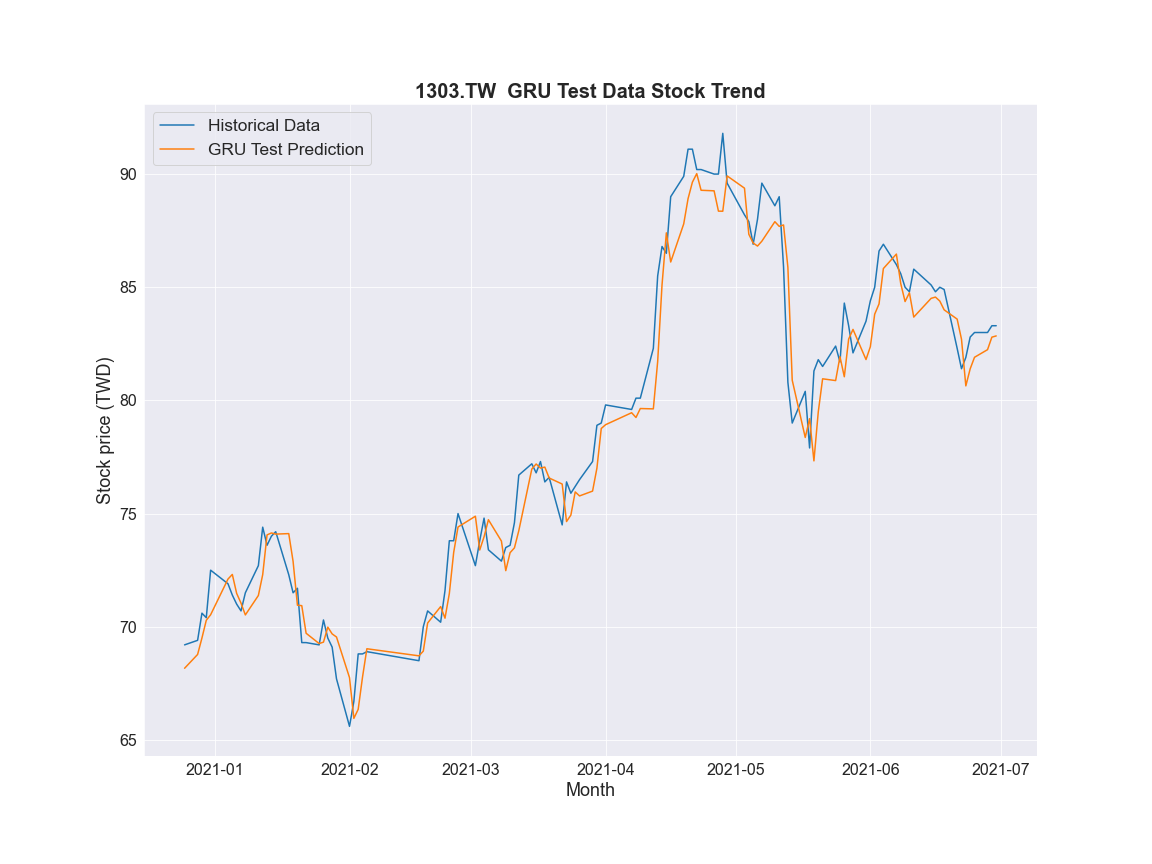 1303.TW  GRU Test Data Stock Trend
Historical Data
GRU Test Prediction
Stock price (TWD)
90
85
80
75
70
65
2021-01
2021-02
2021-03
2021-04
2021-05
2021-06
2021-07
Month